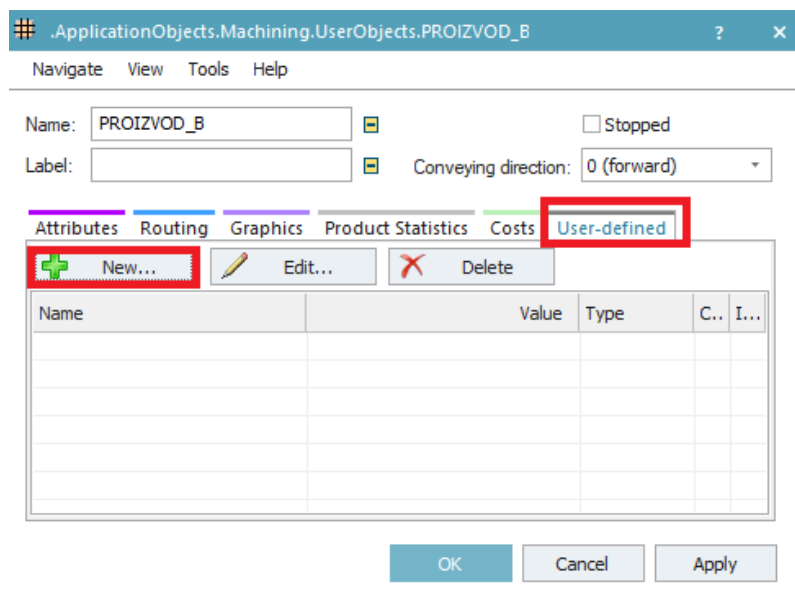 .ApplicationObjects.Machining.UserObjects.PROIZVOD_B ? ×
Navigate View Tools Help
Name: PROIZVOD_B Stopped
Label: Conveying direction: 0 (forward)
Attributes Routing Graphics Product Statistics Costs User-defined
New... Edit... Delete
Name Value Type C.. I...
OK Cancel Apply